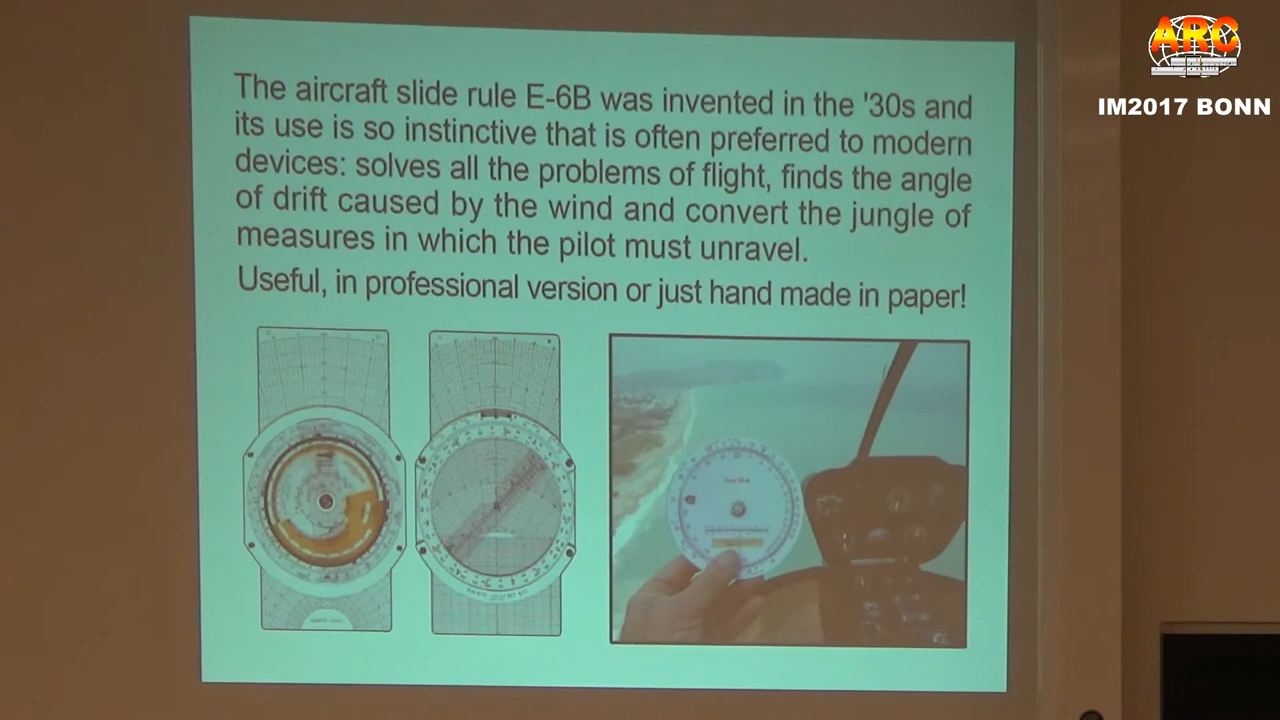 ARC
IM2017 BONN
The aircraft slide rule E-6B was invented in the '30s and
its use is so instinctive that is often preferred to modern
devices: solves all the problems of flight, finds the angle
of drift caused by the wind and convert the jungle of
measures in which the pilot must unravel.
Useful, in professional version or just hand made in paper!